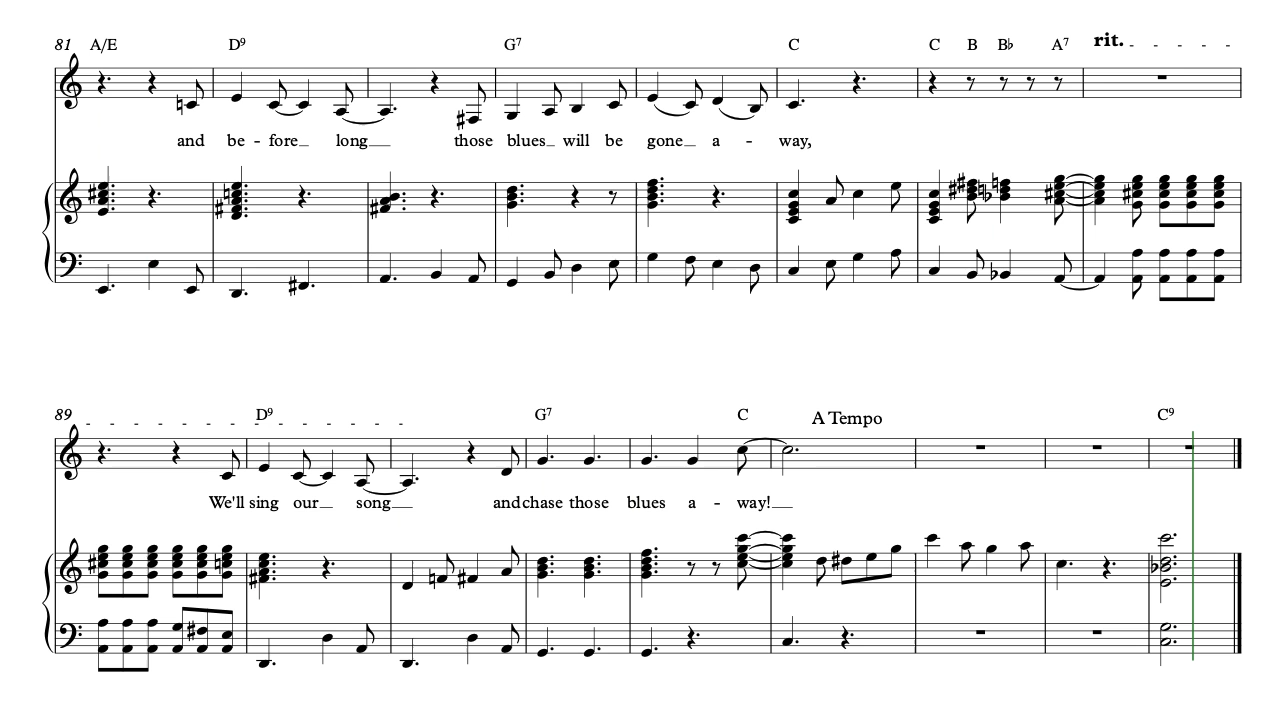 81 A/E D9 G7 C C B B♭ A7 rit.
and be - fore long those blues will be gone a - way,
89 D9 G7 C A Tempo C9
We'll sing our song and chase those blues a - way!